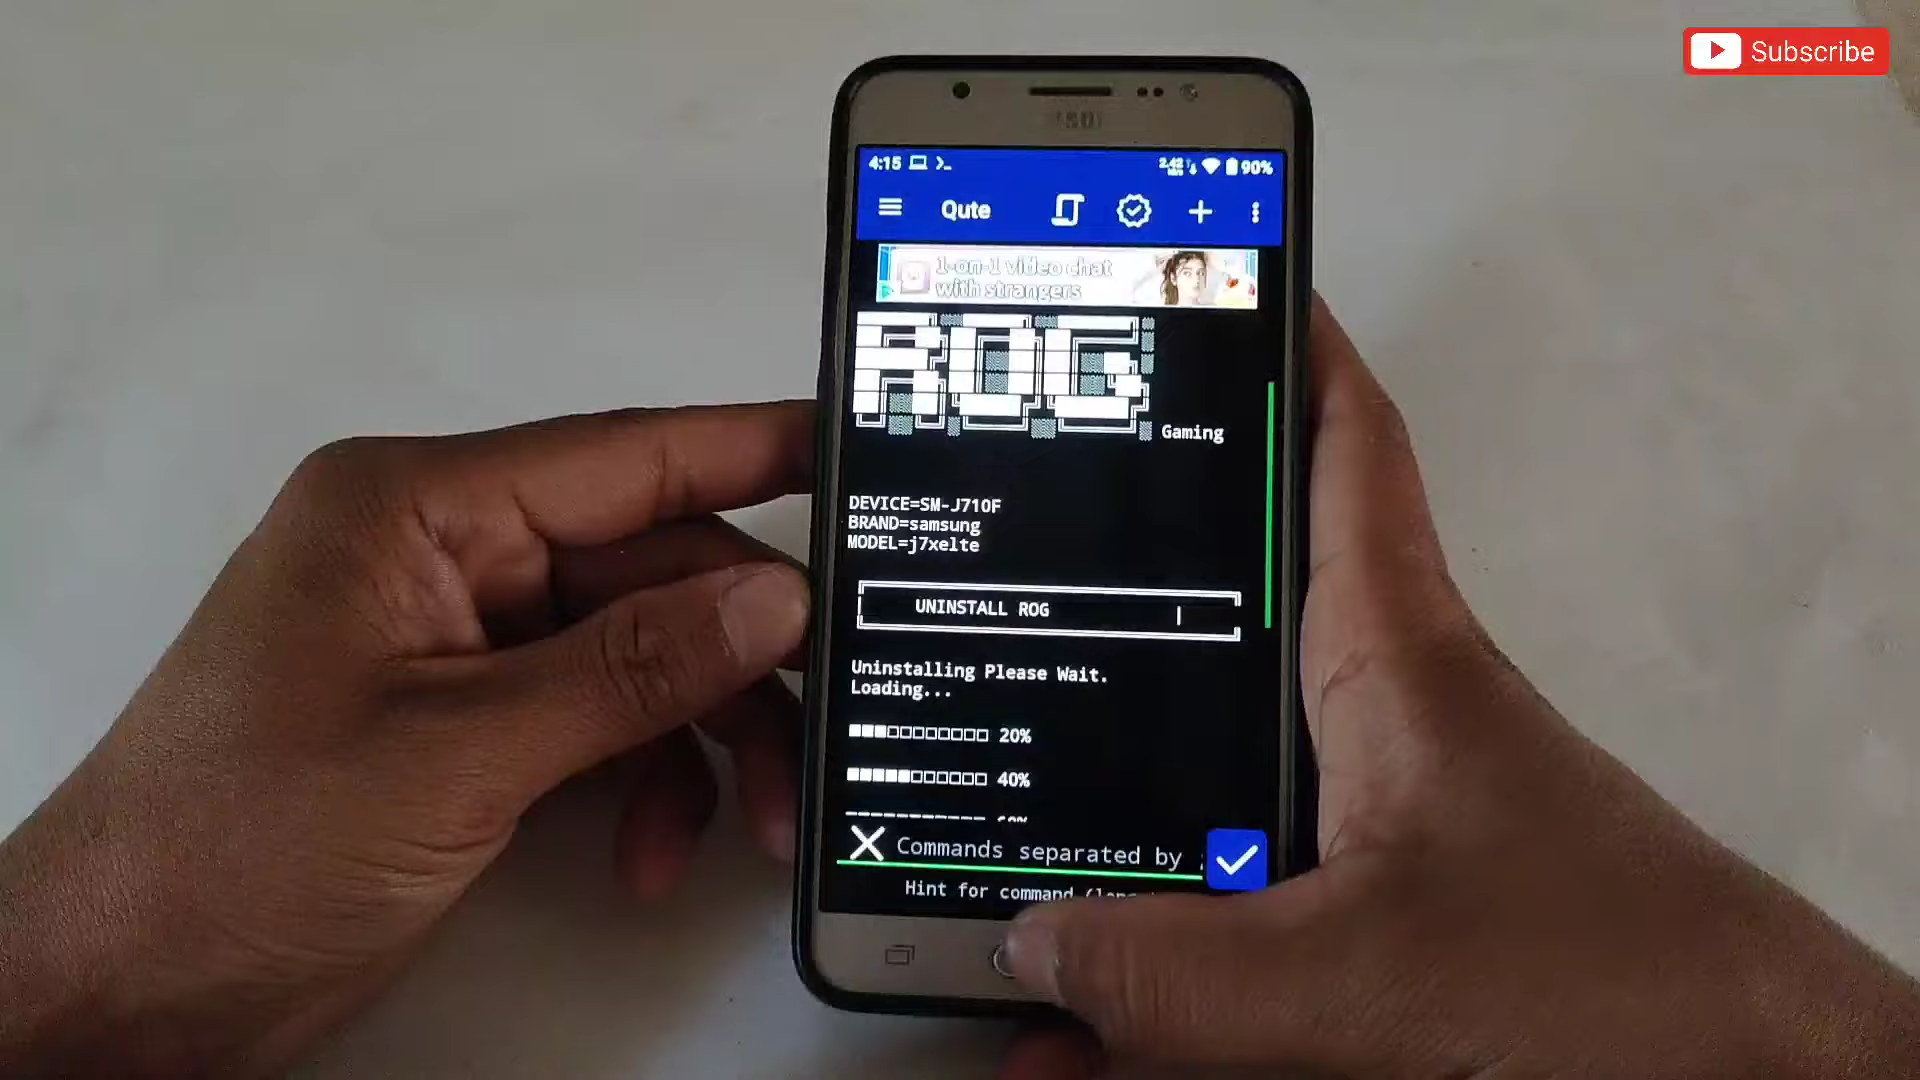 Subscribe
4:15 90%
Qute
1-on-1 video chat
with strangers
ROG
Gaming
DEVICE=SM-J710F
BRAND=samsung
MODEL=j7xelte
UNINSTALL ROG
Uninstalling Please Wait.
Loading...
20%
40%
Commands separated by
Hint for command